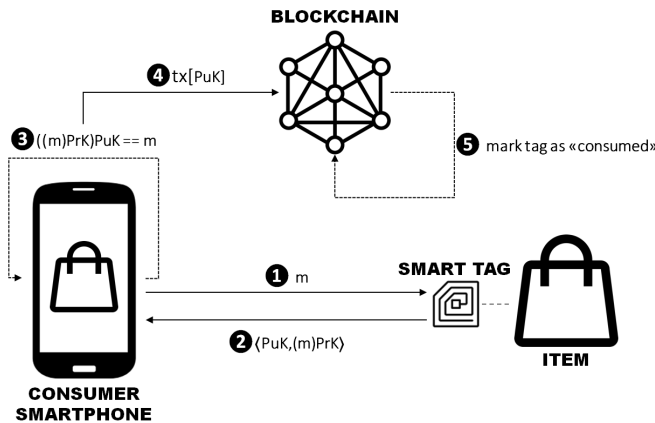 BLOCKCHAIN
4 tx[PuK]
3 ((m)PrK)PuK == m
5 mark tag as «consumed»
1 m
SMART TAG
2 ⟨PuK,(m)PrK⟩
ITEM
CONSUMER
SMARTPHONE